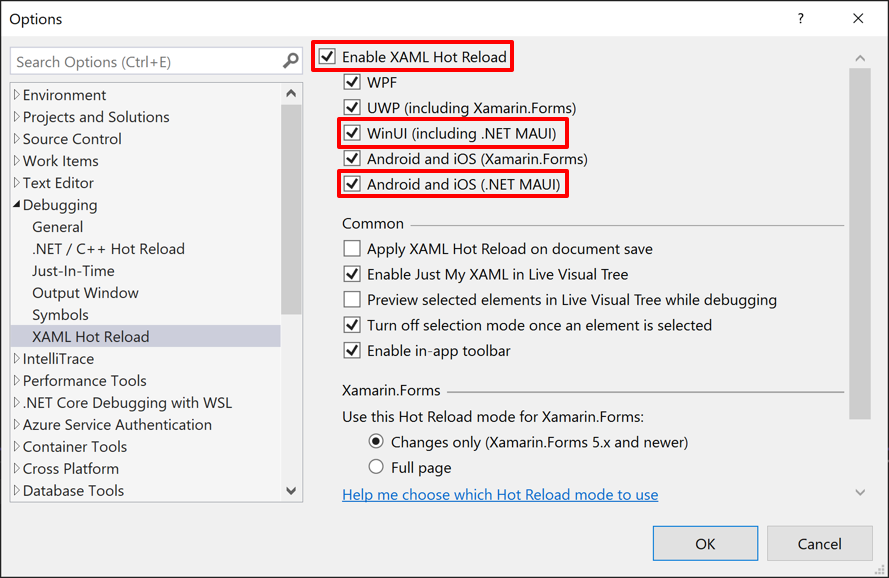 Options
?
Search Options (Ctrl+E)
Environment
Projects and Solutions
Source Control
Work Items
Text Editor
Debugging
General
.NET / C++ Hot Reload
Just-In-Time
Output Window
Symbols
XAML Hot Reload
IntelliTrace
Performance Tools
.NET Core Debugging with WSL
Azure Service Authentication
Container Tools
Cross Platform
Database Tools
Enable XAML Hot Reload
WPF
UWP (including Xamarin.Forms)
WinUI (including .NET MAUI)
Android and iOS (Xamarin.Forms)
Android and iOS (.NET MAUI)
Common
Apply XAML Hot Reload on document save
Enable Just My XAML in Live Visual Tree
Preview selected elements in Live Visual Tree while debugging
Turn off selection mode once an element is selected
Enable in-app toolbar
Xamarin.Forms
Use this Hot Reload mode for Xamarin.Forms:
Changes only (Xamarin.Forms 5.x and newer)
Full page
Help me choose which Hot Reload mode to use
OK
Cancel